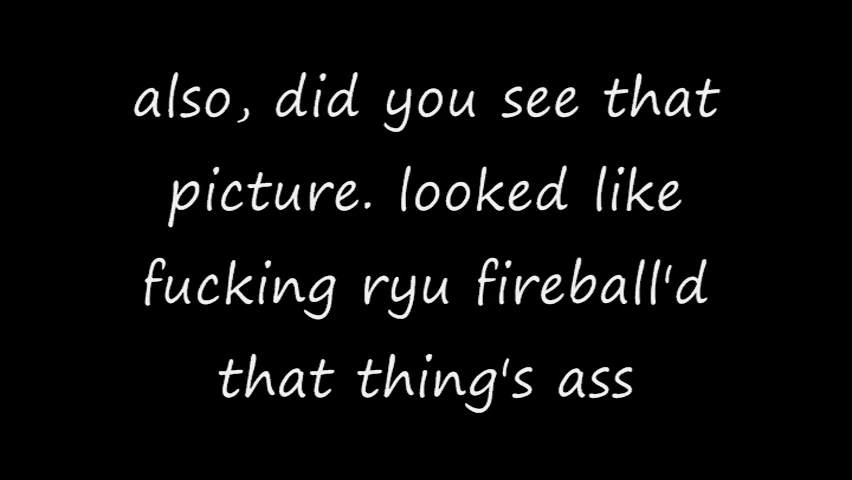 also, did you see that
picture. looked like
fucking ryu fireball'd
that thing's ass